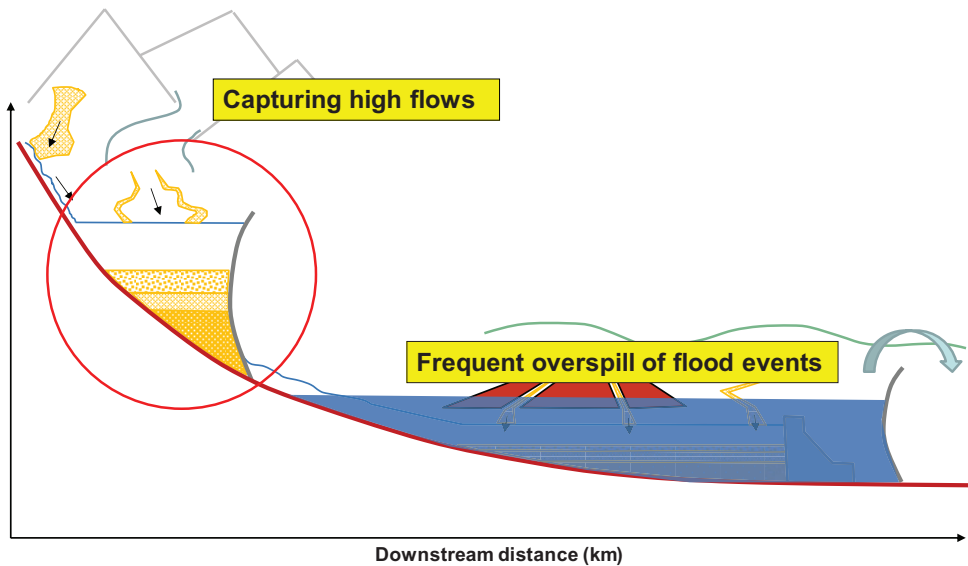 Capturing high flows
Frequent overspill of flood events
Downstream distance (km)